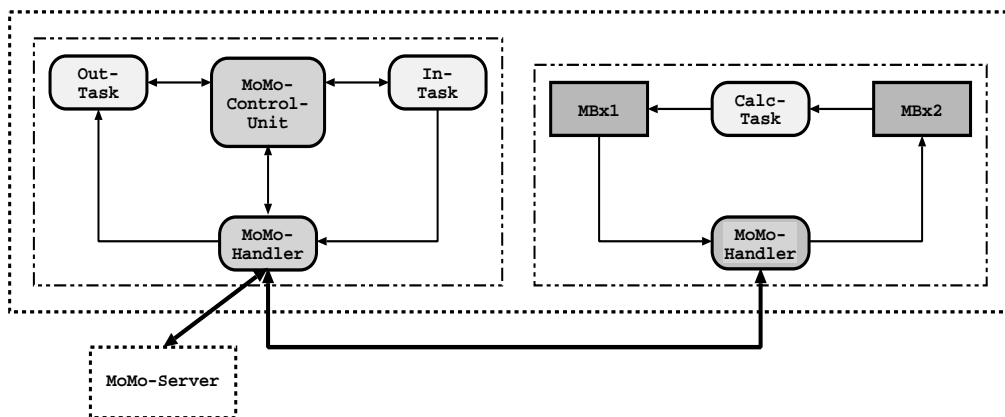 Out-
Task
MoMo-
Control-
Unit
In-
Task
MBx1
Calc-
Task
MBx2
MoMo-
Handler
MoMo-
Handler
MoMo-Server